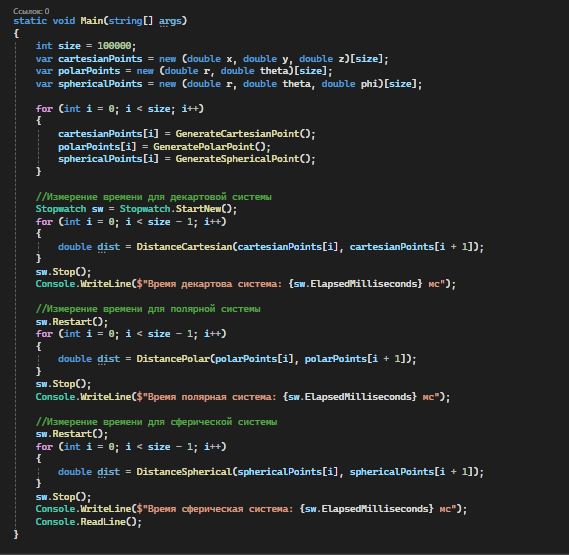 Ссылок: 0
static void Main(string[] args)
{
int size = 100000;
var cartesianPoints = new (double x, double y, double z)[size];
var polarPoints = new (double r, double theta)[size];
var sphericalPoints = new (double r, double theta, double phi)[size];
for (int i = 0; i < size; i++)
{
cartesianPoints[i] = GenerateCartesianPoint();
polarPoints[i] = GeneratePolarPoint();
sphericalPoints[i] = GenerateSphericalPoint();
}
//Измерение времени для декартовой системы
Stopwatch sw = Stopwatch.StartNew();
for (int i = 0; i < size - 1; i++)
{
double dist = DistanceCartesian(cartesianPoints[i], cartesianPoints[i + 1]);
}
sw.Stop();
Console.WriteLine($"Время декартова система: {sw.ElapsedMilliseconds} мс");
//Измерение времени для полярной системы
sw.Restart();
for (int i = 0; i < size - 1; i++)
{
double dist = DistancePolar(polarPoints[i], polarPoints[i + 1]);
}
sw.Stop();
Console.WriteLine($"Время полярная система: {sw.ElapsedMilliseconds} мс");
//Измерение времени для сферической системы
sw.Restart();
for (int i = 0; i < size - 1; i++)
{
double dist = DistanceSpherical(sphericalPoints[i], sphericalPoints[i + 1]);
}
sw.Stop();
Console.WriteLine($"Время сферическая система: {sw.ElapsedMilliseconds} мс");
Console.ReadLine();
}